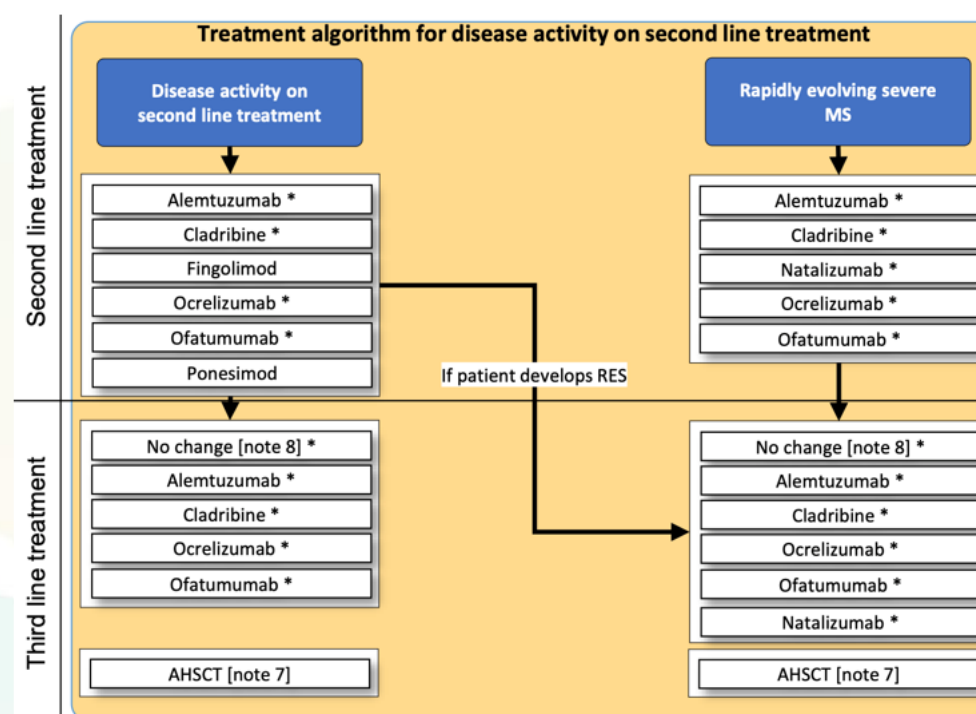 Treatment algorithm for disease activity on second line treatment
Second line treatment
Disease activity on
second line treatment
Alemtuzumab *
Cladribine *
Fingolimod
Ocrelizumab *
Ofatumumab *
Ponesimod
Rapidly evolving severe
MS
Alemtuzumab *
Cladribine *
Natalizumab *
Ocrelizumab *
Ofatumumab *
If patient develops RES
Third line treatment
No change [note 8] *
Alemtuzumab *
Cladribine *
Ocrelizumab *
Ofatumumab *
AHSCT [note 7]
No change [note 8] *
Alemtuzumab *
Cladribine *
Ocrelizumab *
Ofatumumab *
Natalizumab *
AHSCT [note 7]